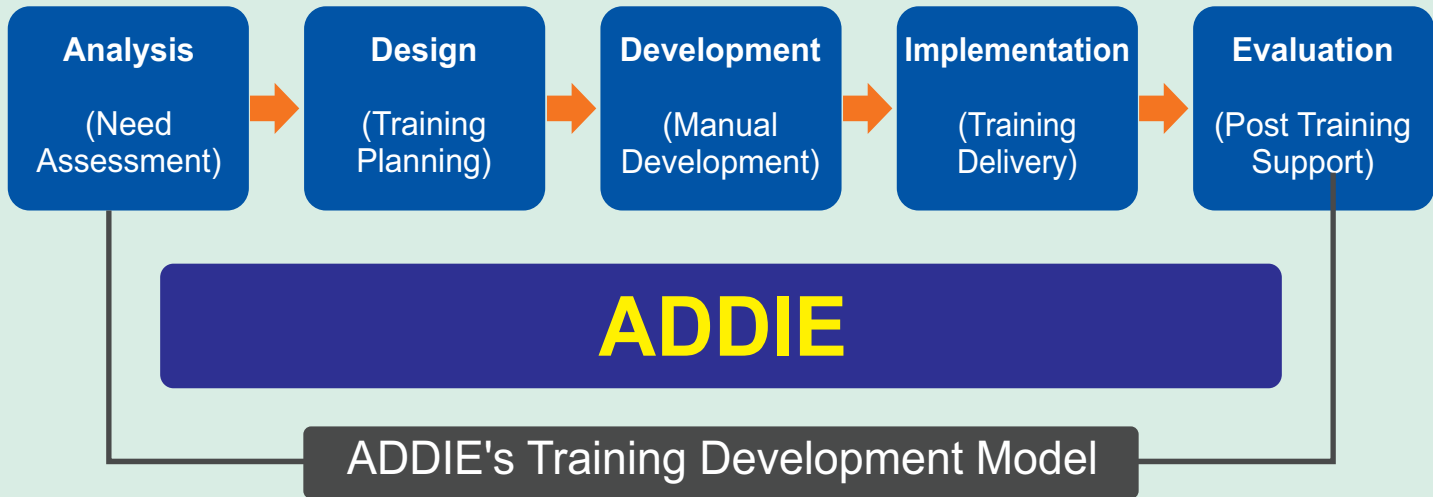 Analysis
(Need
Assessment)
Design
(Training
Planning)
Development
(Manual
Development)
Implementation
(Training
Delivery)
Evaluation
(Post Training
Support)
ADDIE
ADDIE's Training Development Model